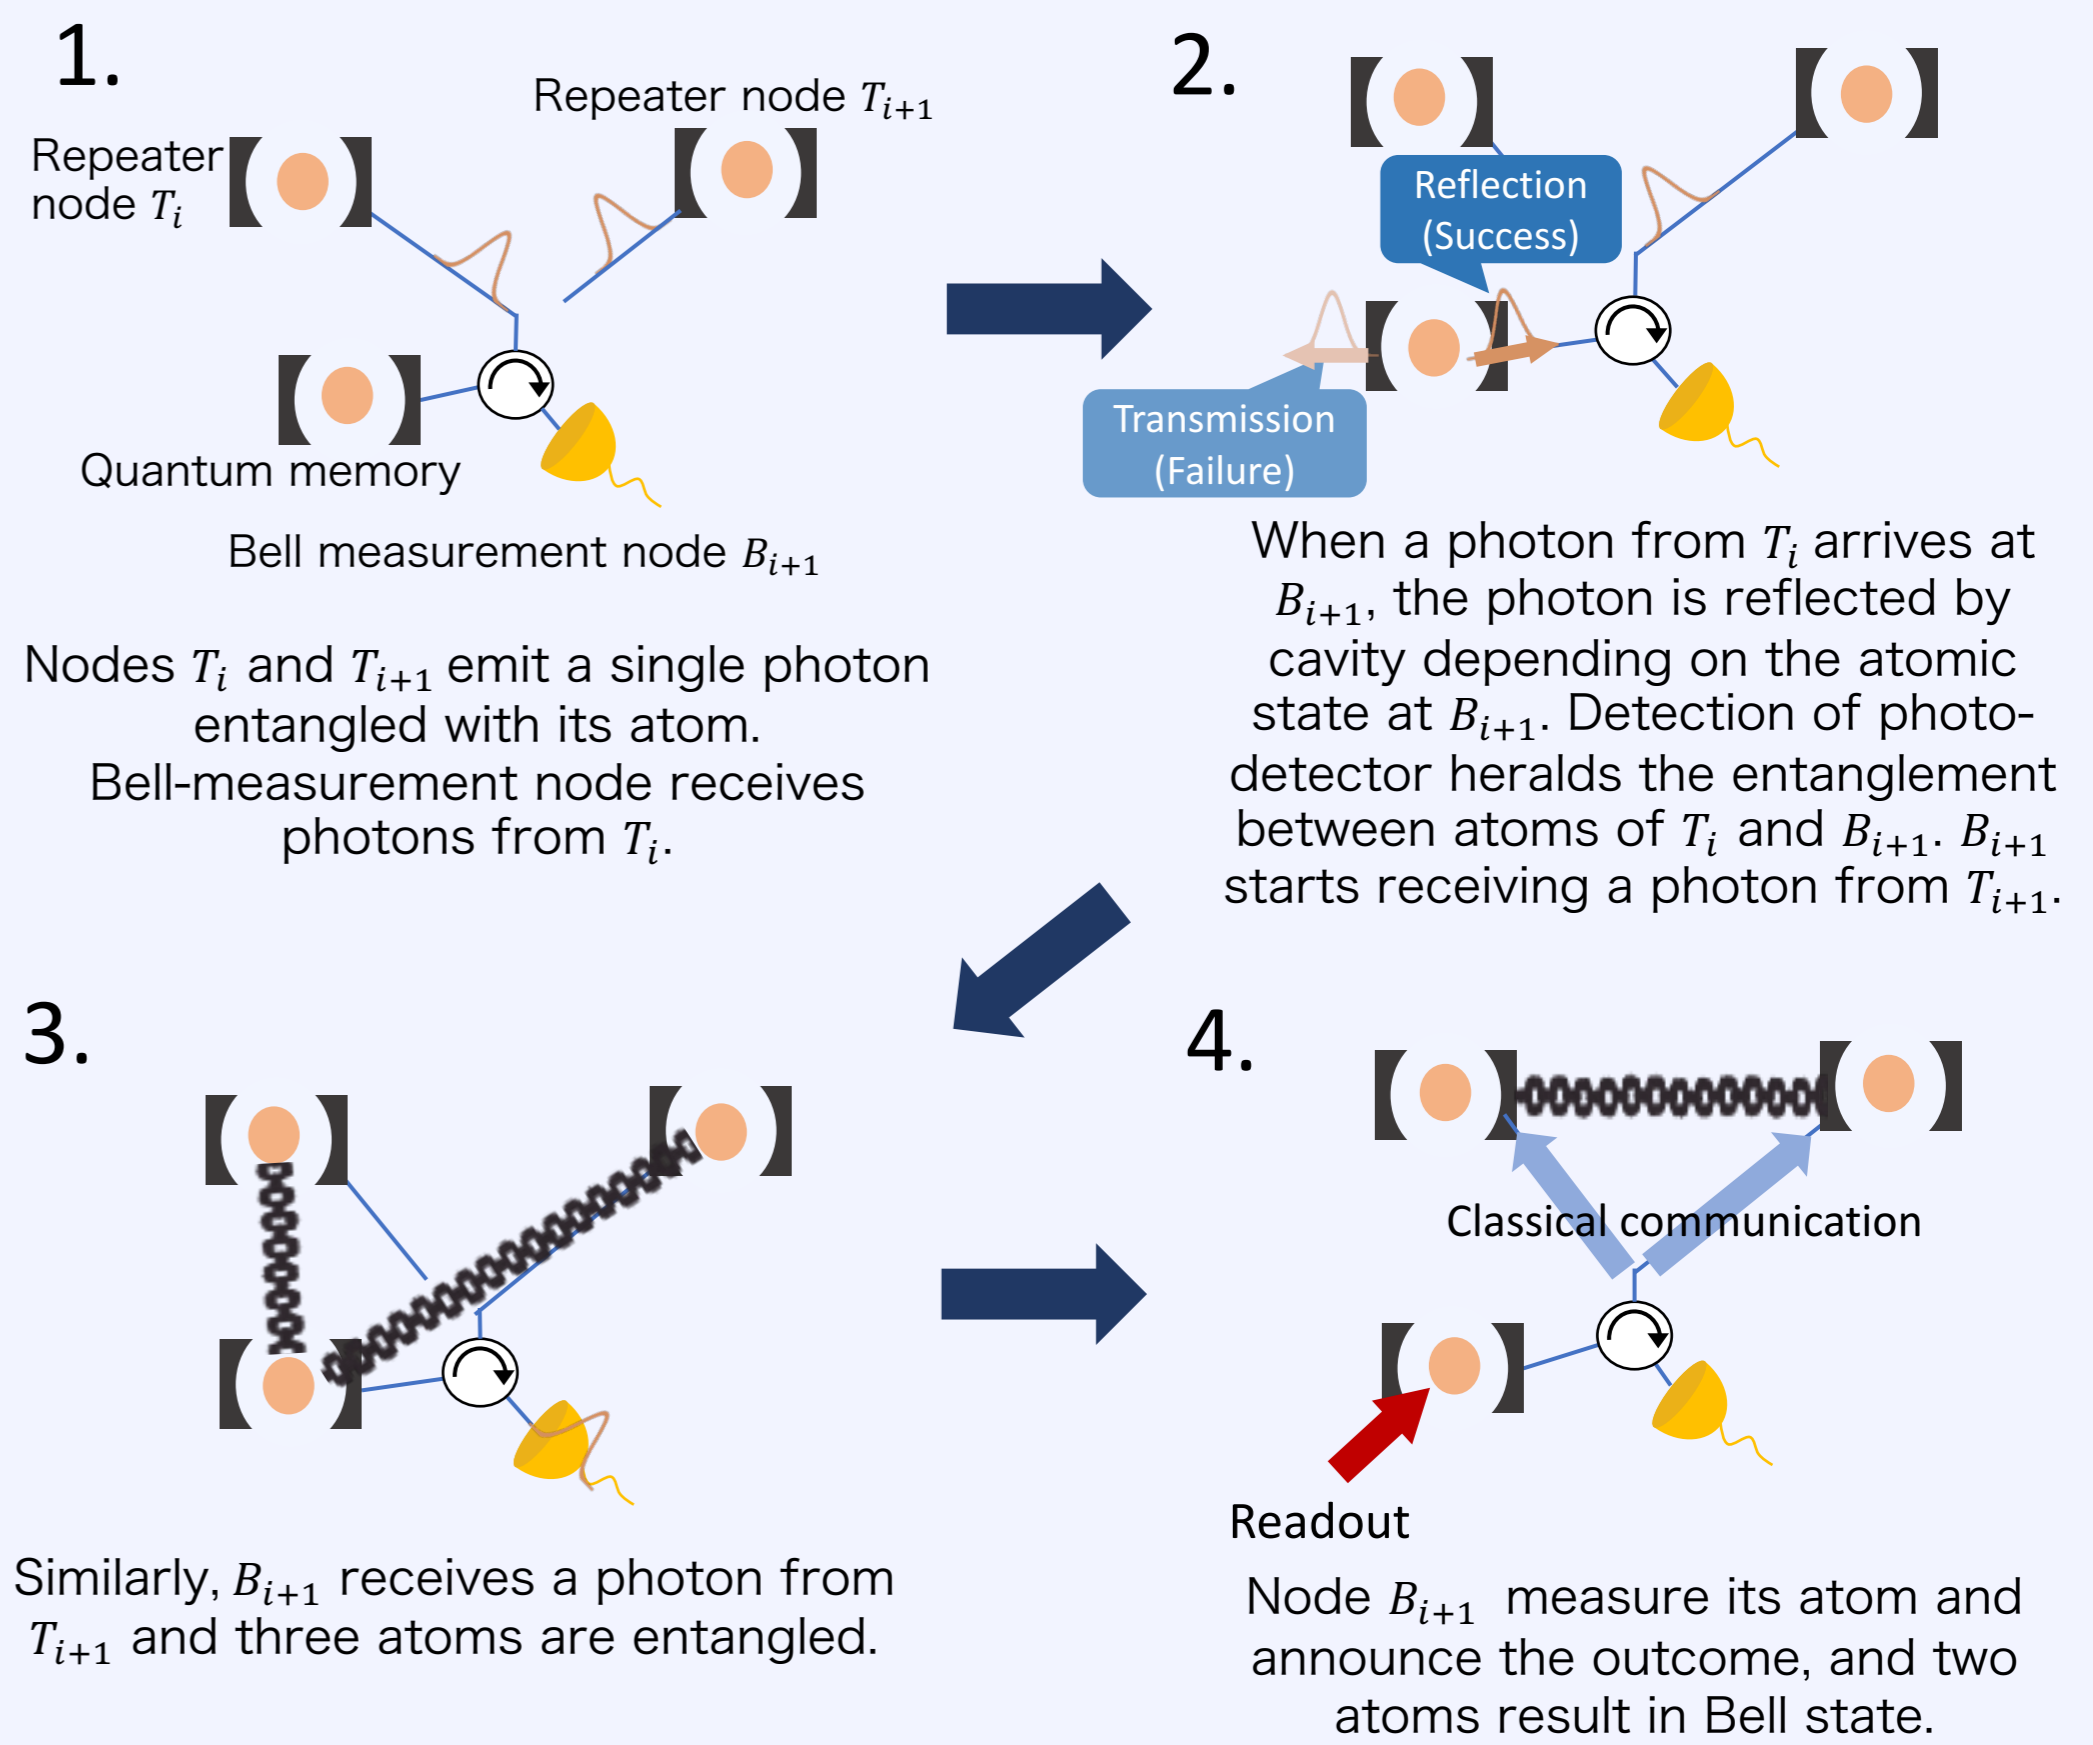 1.
Repeater node T_{i+1}
Repeater
node T_i
Quantum memory
Bell measurement node B_{i+1}
Nodes T_i and T_{i+1} emit a single photon
entangled with its atom.
Bell-measurement node receives
photons from T_i.
2.
Reflection
(Success)
Transmission
(Failure)
When a photon from T_i arrives at
B_{i+1}, the photon is reflected by
cavity depending on the atomic
state at B_{i+1}. Detection of photo-
detector heralds the entanglement
between atoms of T_i and B_{i+1}. B_{i+1}
starts receiving a photon from T_{i+1}.
3.
Similarly, B_{i+1} receives a photon from
T_{i+1} and three atoms are entangled.
4.
Classical communication
Readout
Node B_{i+1} measure its atom and
announce the outcome, and two
atoms result in Bell state.